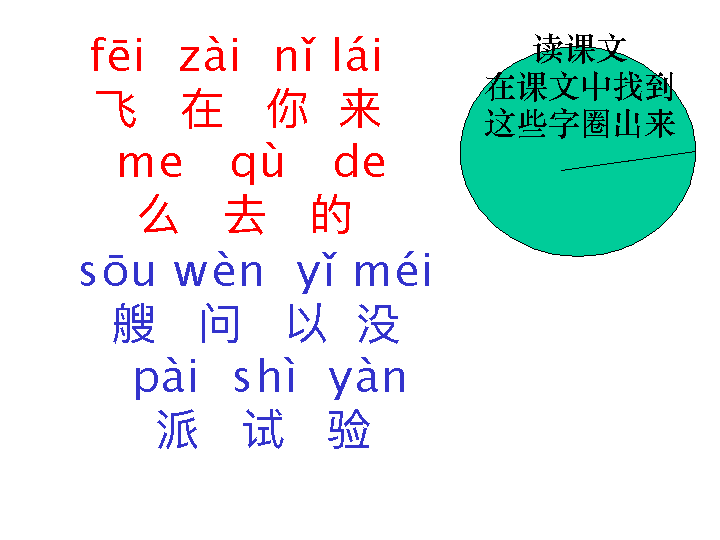 fēi zài nǐ lái
飞 在 你 来
me qù de
么 去 的
sōu wèn yǐ méi
艘 问 以 没
pài shì yàn
派 试 验
读课文
在课文中找到
这些字圈出来